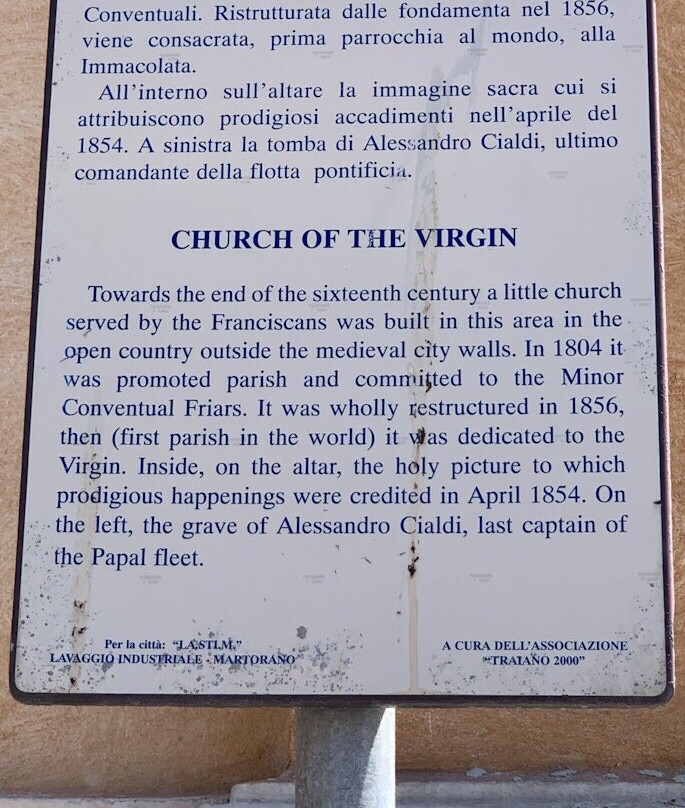 Conventuali. Ristrutturata dalle fondamenta nel 1856,
viene consacrata, prima parrocchia al mondo, alla
Immacolata.
All'interno sull'altare la immagine sacra cui si
attribuiscono prodigiosi accadimenti nell'aprile del
1854. A sinistra la tomba di Alessandro Cialdi, ultimo
comandante della flotta pontificia.
CHURCH OF THE VIRGIN
Towards the end of the sixteenth century a little church
served by the Franciscans was built in this area in the
open country outside the medieval city walls. In 1804 it
was promoted parish and committed to the Minor
Conventual Friars. It was wholly restructured in 1856,
then (first parish in the world) it was dedicated to the
Virgin. Inside, on the altar, the holy picture to which
prodigious happenings were credited in April 1854. On
the left, the grave of Alessandro Cialdi, last captain of
the Papal fleet.
Per la città: "LA.STI.M."
LAVAGGIO INDUSTRIALE - MARTORANO
A CURA DELL'ASSOCIAZIONE
"TRAIANO 2000"